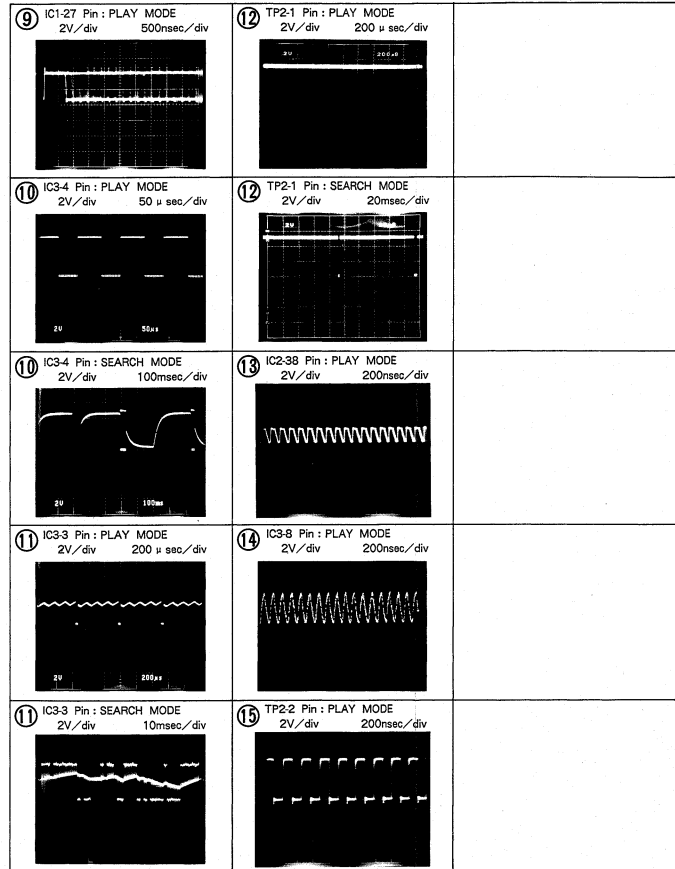 ⑨ IC1-27 Pin : PLAY MODE
2V/div 500nsec/div
⑩ IC3-4 Pin : PLAY MODE
2V/div 50 μ sec/div
2V 50μs
⑩ IC3-4 Pin : SEARCH MODE
2V/div 100msec/div
2V 100ms
⑪ IC3-3 Pin : PLAY MODE
2V/div 200 μ sec/div
2V 200μs
⑪ IC3-3 Pin : SEARCH MODE
2V/div 10msec/div
⑫ TP2-1 Pin : PLAY MODE
2V/div 200 μ sec/div
2V 200μs
⑫ TP2-1 Pin : SEARCH MODE
2V/div 20msec/div
2V
⑬ IC2-38 Pin : PLAY MODE
2V/div 200nsec/div
⑭ IC3-8 Pin : PLAY MODE
2V/div 200nsec/div
⑮ TP2-2 Pin : PLAY MODE
2V/div 200nsec/div